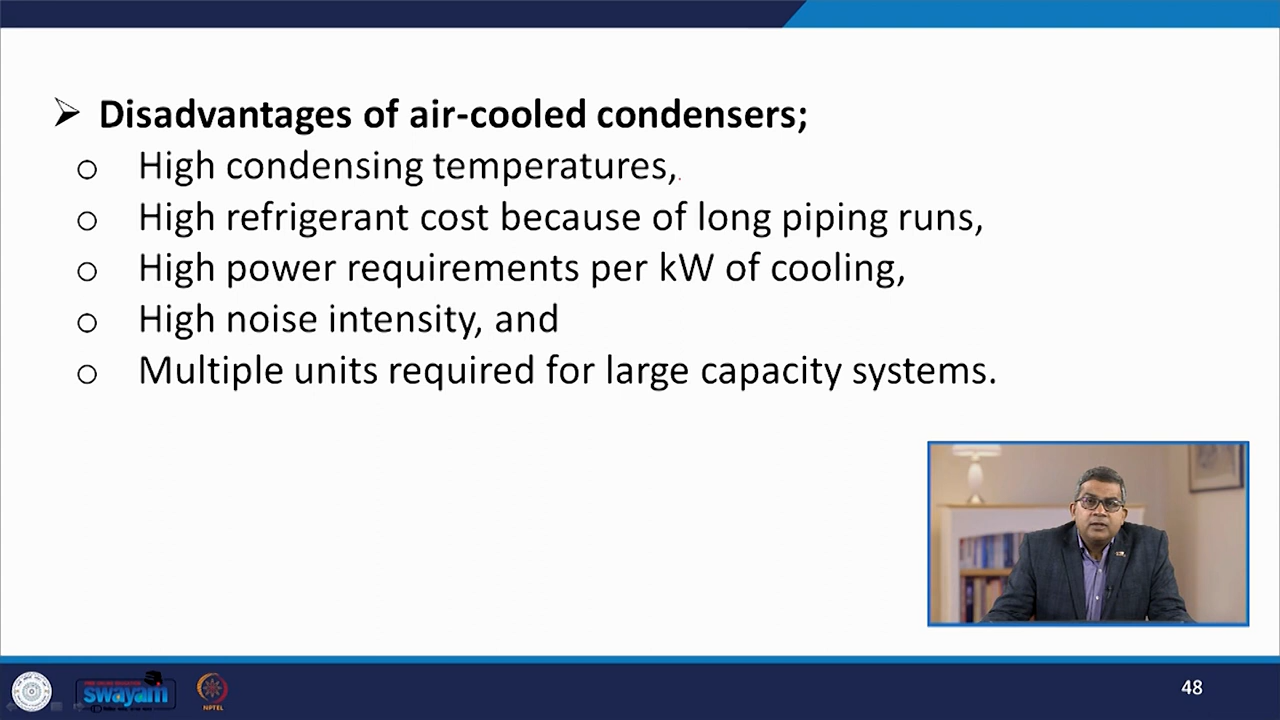 Disadvantages of air-cooled condensers;
High condensing temperatures,
High refrigerant cost because of long piping runs,
High power requirements per kW of cooling,
High noise intensity, and
Multiple units required for large capacity systems.
swayam
NPTEL
48